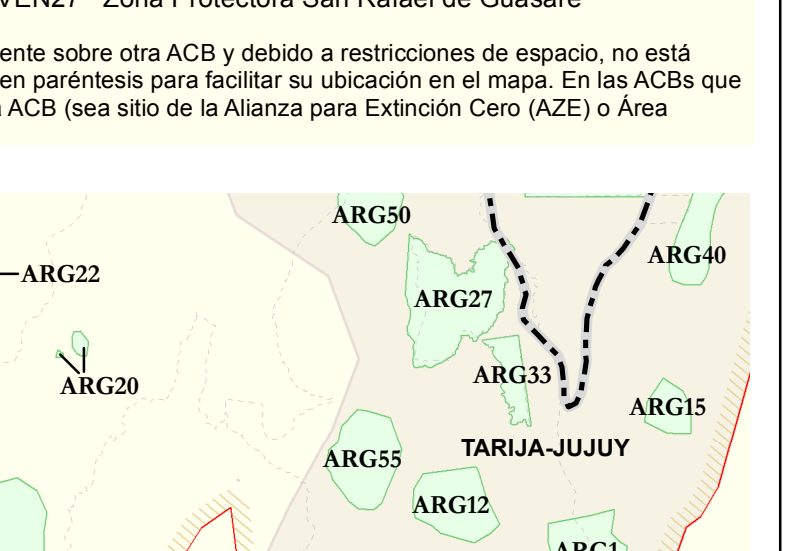 VEN27 Zona Protectora San Rafael de Guasare
ente sobre otra ACB y debido a restricciones de espacio, no está
en paréntesis para facilitar su ubicación en el mapa. En las ACBs que
ACB (sea sitio de la Alianza para Extinción Cero (AZE) o Área
ARG50
ARG40
ARG22
ARG27
ARG20
ARG33
ARG15
TARIJA-JUJUY
ARG55
ARG12
ARG1